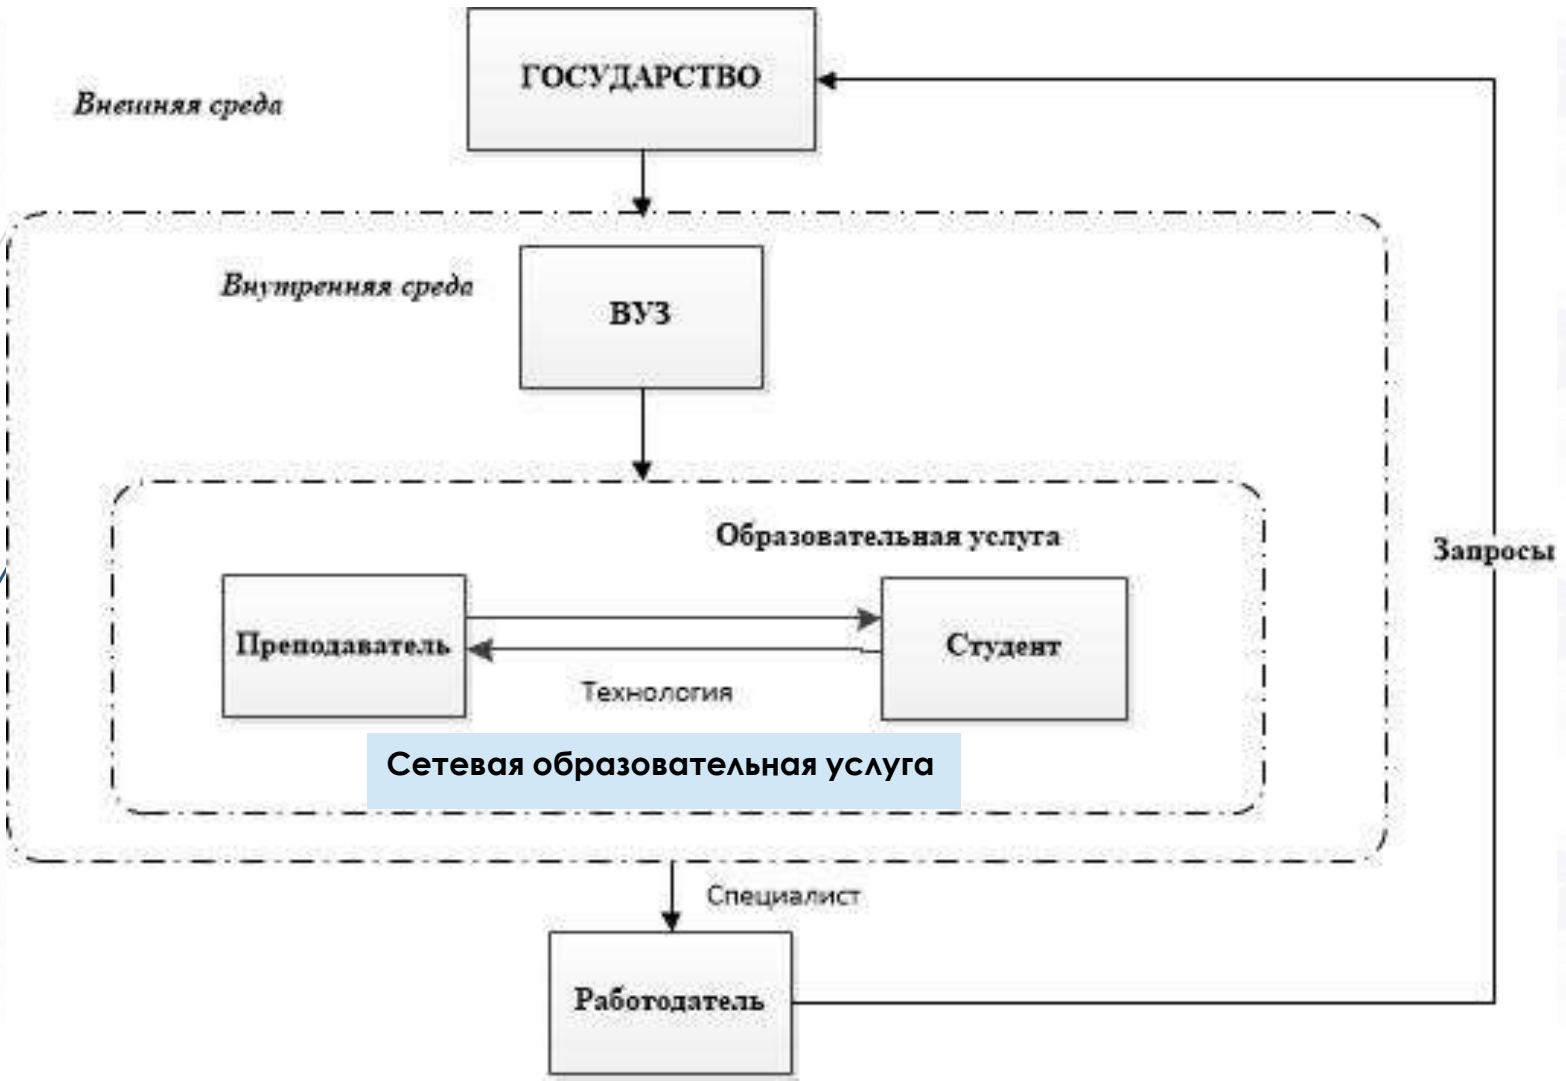 ГОСУДАРСТВО
Внешняя среда
Внутренняя среда
ВУЗ
Образовательная услуга
Запросы
Преподаватель
Студент
Технология
Сетевая образовательная услуга
Специалист
Работодатель